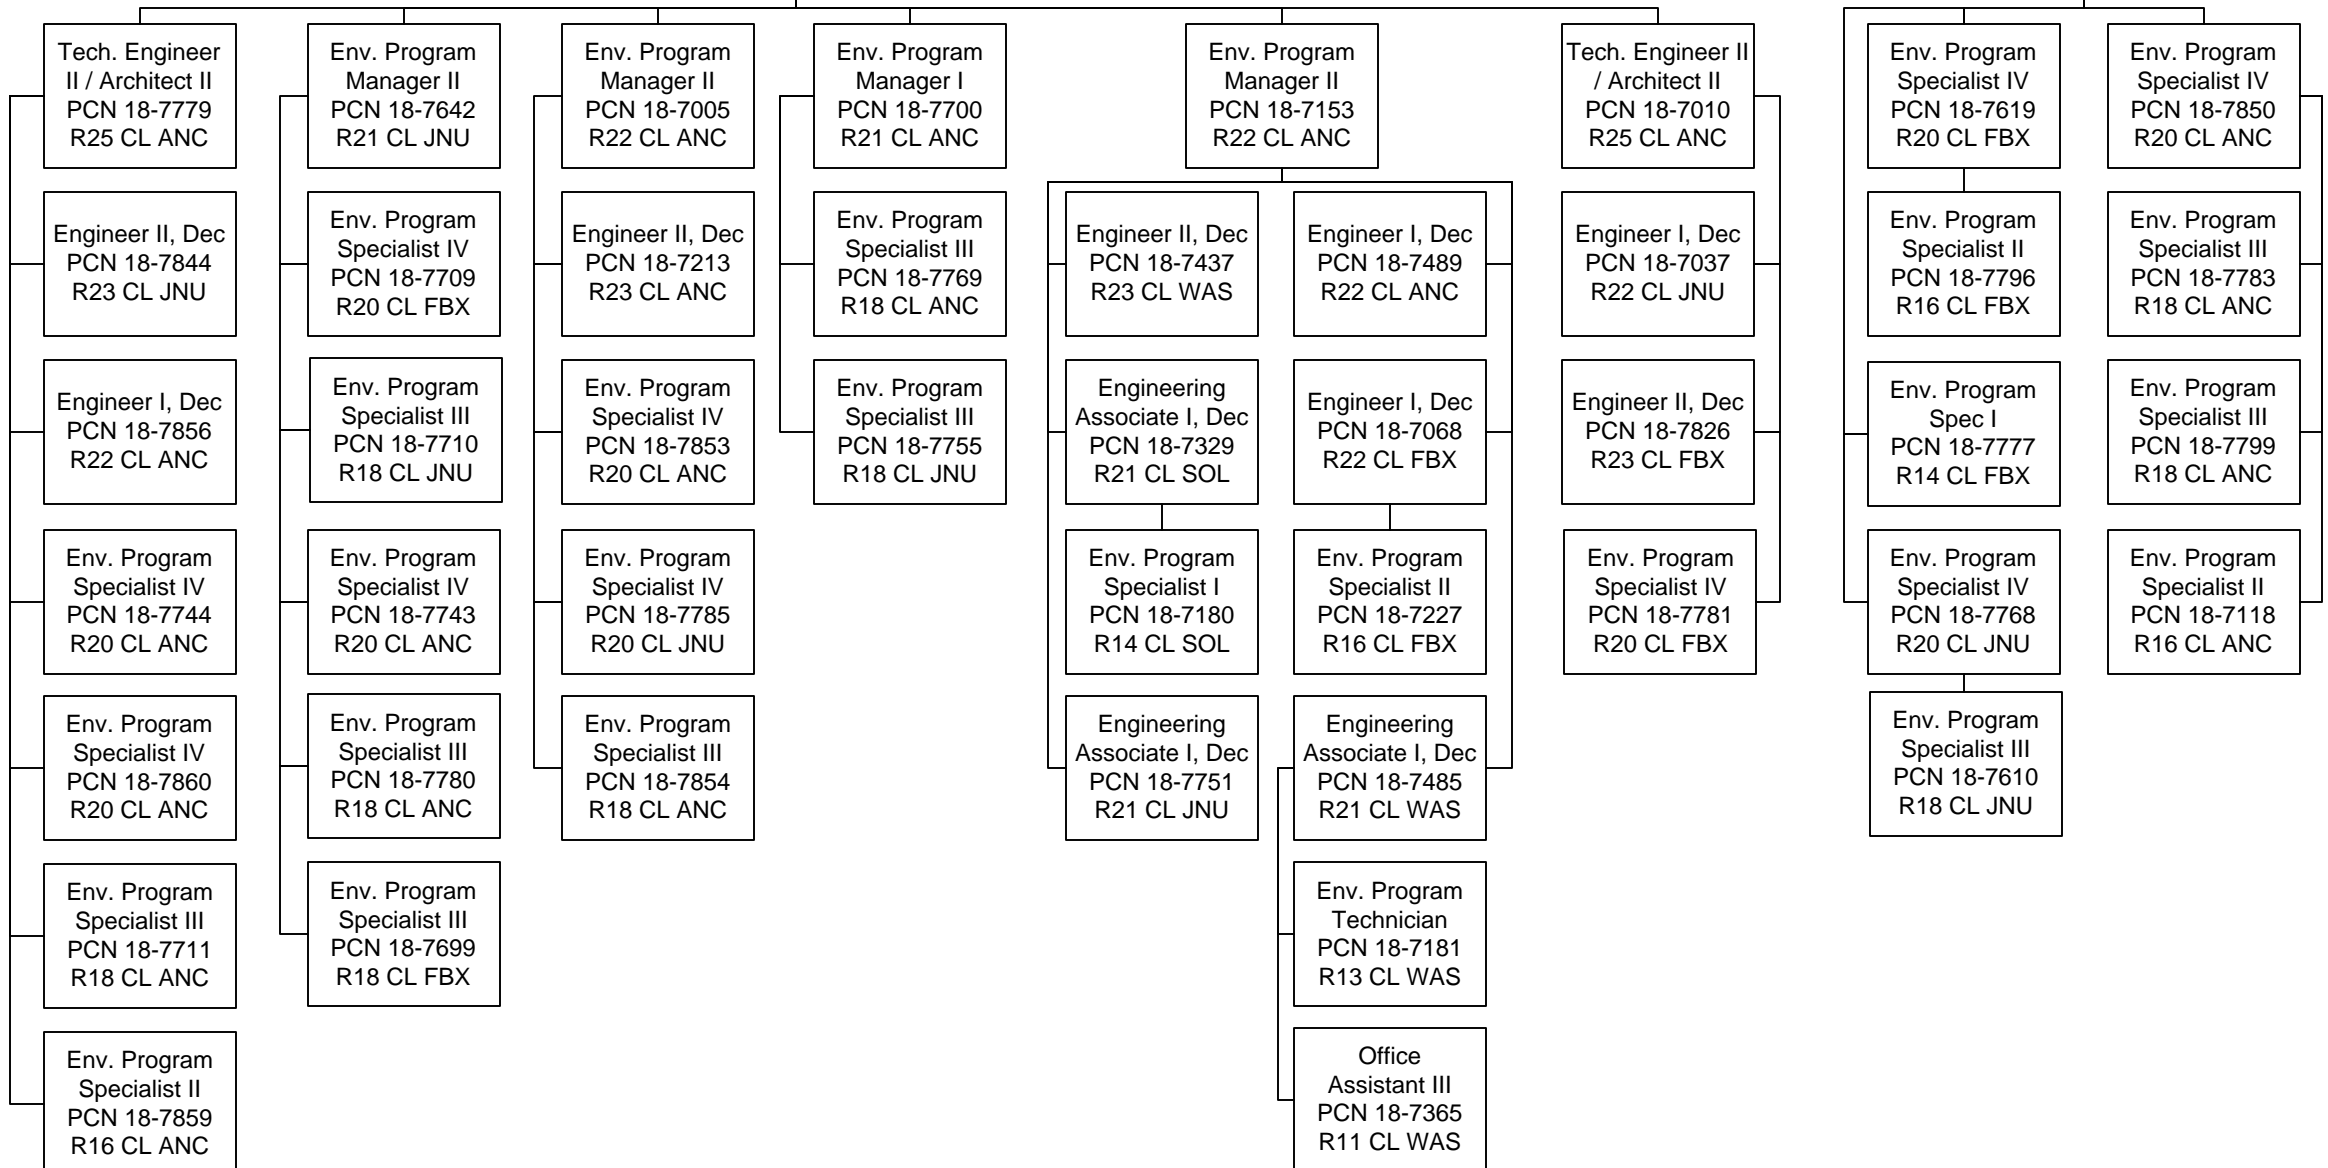 Tech. Engineer
II / Architect II
PCN 18-7779
R25 CL ANC
Engineer II, Dec
PCN 18-7844
R23 CL JNU
Engineer I, Dec
PCN 18-7856
R22 CL ANC
Env. Program
Specialist IV
PCN 18-7744
R20 CL ANC
Env. Program
Specialist IV
PCN 18-7860
R20 CL ANC
Env. Program
Specialist III
PCN 18-7711
R18 CL ANC
Env. Program
Specialist II
PCN 18-7859
R16 CL ANC
Env. Program
Manager II
PCN 18-7642
R21 CL JNU
Env. Program
Specialist IV
PCN 18-7709
R20 CL FBX
Env. Program
Specialist III
PCN 18-7710
R18 CL JNU
Env. Program
Specialist IV
PCN 18-7743
R20 CL ANC
Env. Program
Specialist III
PCN 18-7780
R18 CL ANC
Env. Program
Specialist III
PCN 18-7699
R18 CL FBX
Env. Program
Manager II
PCN 18-7005
R22 CL ANC
Engineer II, Dec
PCN 18-7213
R23 CL ANC
Env. Program
Specialist IV
PCN 18-7853
R20 CL ANC
Env. Program
Specialist IV
PCN 18-7785
R20 CL JNU
Env. Program
Specialist III
PCN 18-7854
R18 CL ANC
Env. Program
Manager I
PCN 18-7700
R21 CL ANC
Env. Program
Specialist III
PCN 18-7769
R18 CL ANC
Env. Program
Specialist III
PCN 18-7755
R18 CL JNU
Env. Program
Manager II
PCN 18-7153
R22 CL ANC
Engineer II, Dec
PCN 18-7437
R23 CL WAS
Engineering
Associate I, Dec
PCN 18-7329
R21 CL SOL
Env. Program
Specialist I
PCN 18-7180
R14 CL SOL
Engineering
Associate I, Dec
PCN 18-7751
R21 CL JNU
Engineer I, Dec
PCN 18-7489
R22 CL ANC
Engineer I, Dec
PCN 18-7068
R22 CL FBX
Env. Program
Specialist II
PCN 18-7227
R16 CL FBX
Engineering
Associate I, Dec
PCN 18-7485
R21 CL WAS
Env. Program
Technician
PCN 18-7181
R13 CL WAS
Office
Assistant III
PCN 18-7365
R11 CL WAS
Tech. Engineer II
/ Architect II
PCN 18-7010
R25 CL ANC
Engineer I, Dec
PCN 18-7037
R22 CL JNU
Engineer II, Dec
PCN 18-7826
R23 CL FBX
Env. Program
Specialist IV
PCN 18-7781
R20 CL FBX
Env. Program
Specialist IV
PCN 18-7619
R20 CL FBX
Env. Program
Specialist II
PCN 18-7796
R16 CL FBX
Env. Program
Spec I
PCN 18-7777
R14 CL FBX
Env. Program
Specialist IV
PCN 18-7768
R20 CL JNU
Env. Program
Specialist III
PCN 18-7610
R18 CL JNU
Env. Program
Specialist IV
PCN 18-7850
R20 CL ANC
Env. Program
Specialist III
PCN 18-7783
R18 CL ANC
Env. Program
Specialist III
PCN 18-7799
R18 CL ANC
Env. Program
Specialist II
PCN 18-7118
R16 CL ANC